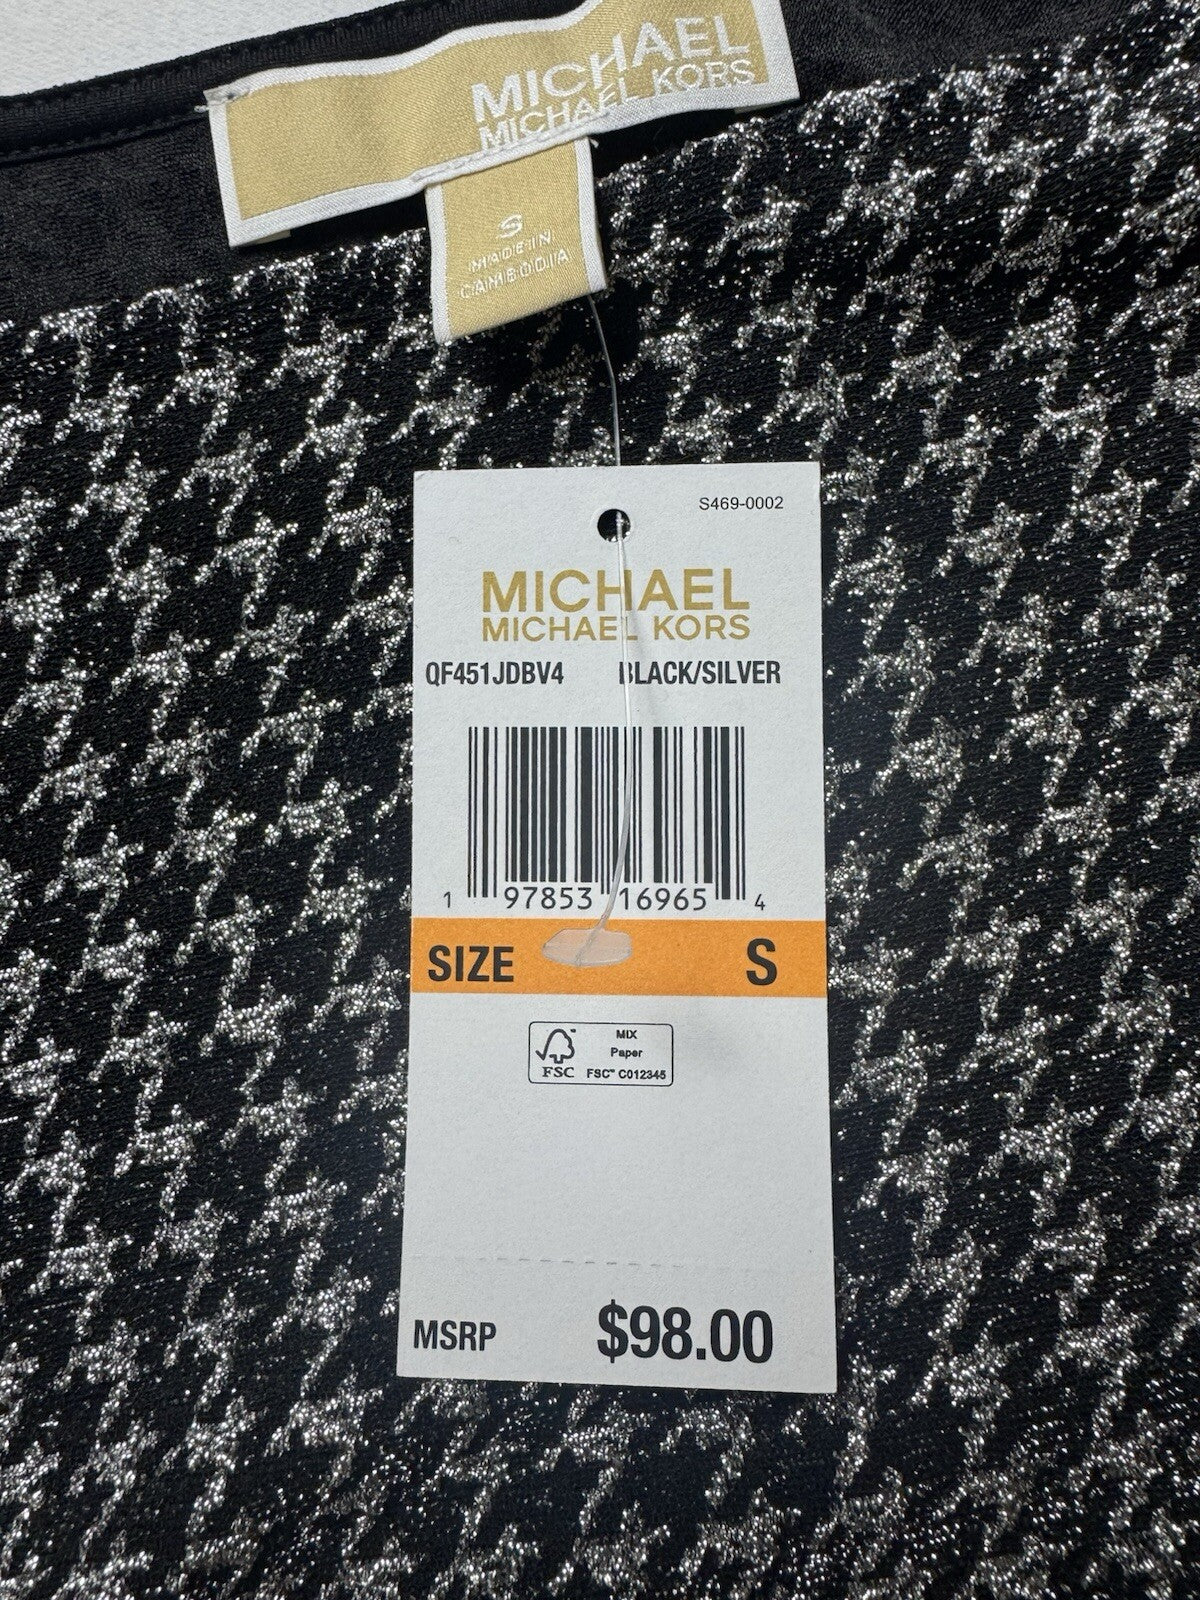 MICHAEL
MICHAEL KORS
S
MADE IN
CAMBODIA
S469-0002
MICHAEL
MICHAEL KORS
QF451JDBV4 BLACK/SILVER
1 97853 16965 4
SIZE S
MIX
Paper
FSC FSC™ C012345
MSRP $98.00